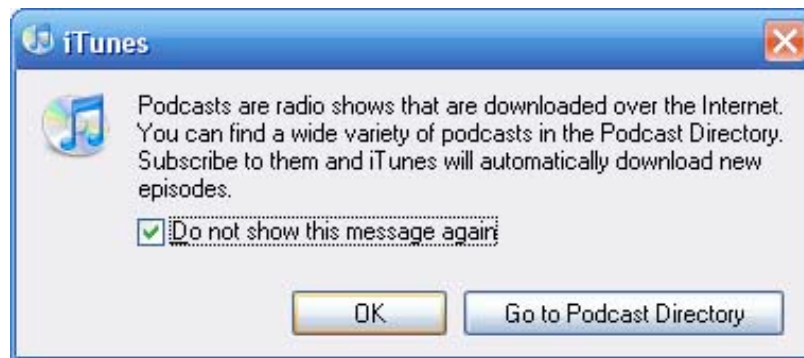 iTunes
Podcasts are radio shows that are downloaded over the Internet.
You can find a wide variety of podcasts in the Podcast Directory.
Subscribe to them and iTunes will automatically download new
episodes.
Do not show this message again
OK Go to Podcast Directory